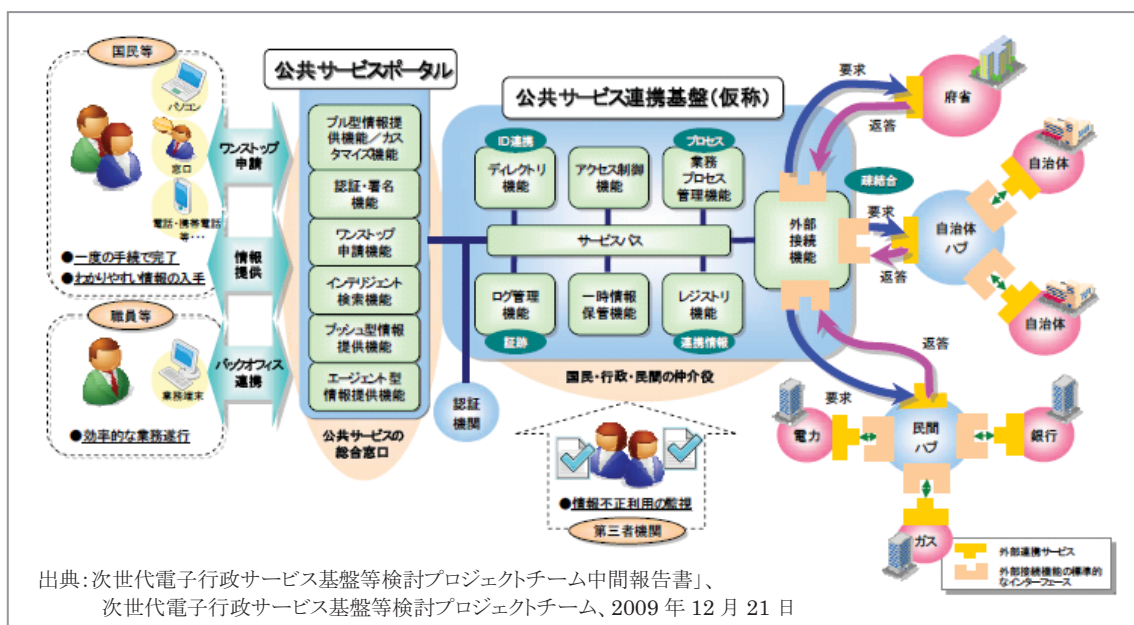 国民等
パソコン
窓口
電話・携帯電話
等・・・
●一度の手続で完了
●わかりやすい情報の入手
職員等
業務端末
●効率的な業務遂行
ワンストップ
申請
情報
提供
バックオフィス
連携
公共サービスポータル
プル型情報提
供機能／カス
タマイズ機能
認証・署名
機能
ワンストップ
申請機能
インテリジェント
検索機能
プッシュ型情報
提供機能
エージェント型
情報提供機能
公共サービスの
総合窓口
認証
機関
公共サービス連携基盤（仮称）
ID連携
ディレクトリ
機能
アクセス制御
機能
プロセス
業務
プロセス
管理機能
サービスバス
ログ管理
機能
証跡
一時情報
保管機能
レジストリ
機能
連携情報
外部
接続
機能
国民・行政・民間の仲介役
●情報不正利用の監視
第三者機関
疎結合
要求
返答
府省
要求
返答
自治体
ハブ
自治体
自治体
返答
要求
民間
ハブ
電力
銀行
ガス
外部連携サービス
外部接続機能の標準的
なインターフェース
出典：次世代電子行政サービス基盤等検討プロジェクトチーム中間報告書」、
次世代電子行政サービス基盤等検討プロジェクトチーム、2009 年 12 月 21 日